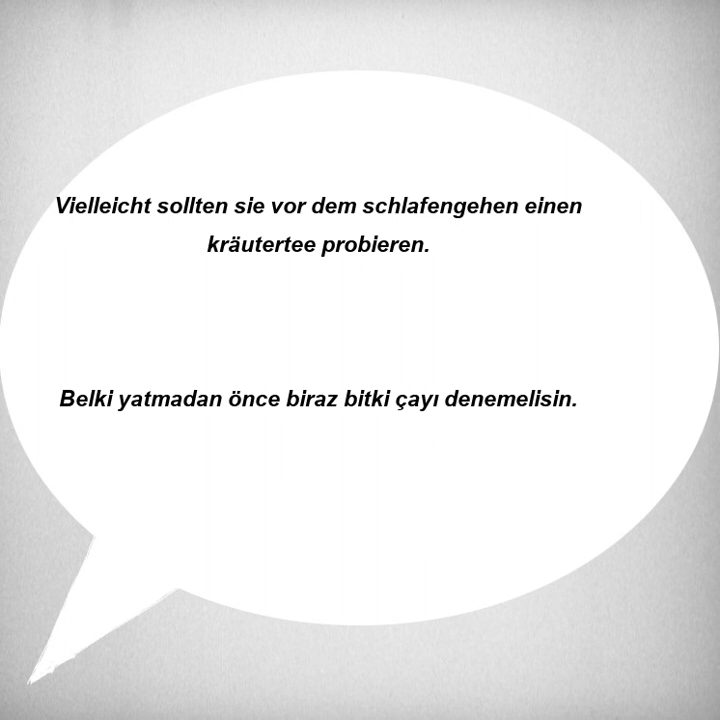 Vielleicht sollten sie vor dem schlafengehen einen
kräutertee probieren.
Belki yatmadan önce biraz bitki çayı denemelisin.